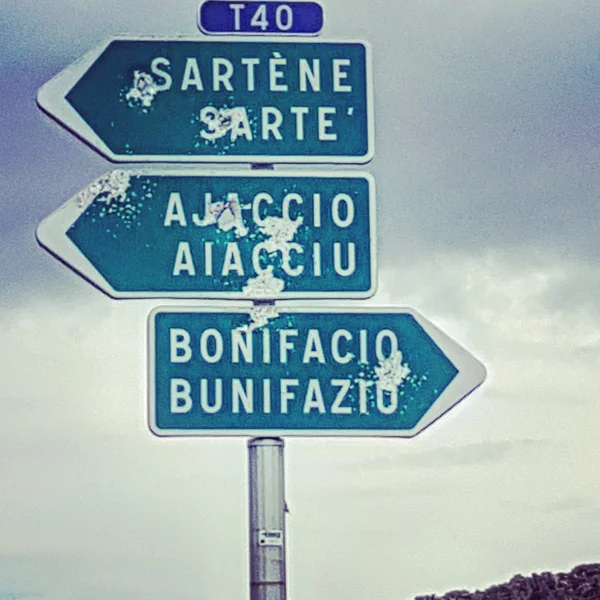 T40
SARTÈNE
SARTE'
AJACCIO
AIACCIU
BONIFACIO
BUNIFAZIU